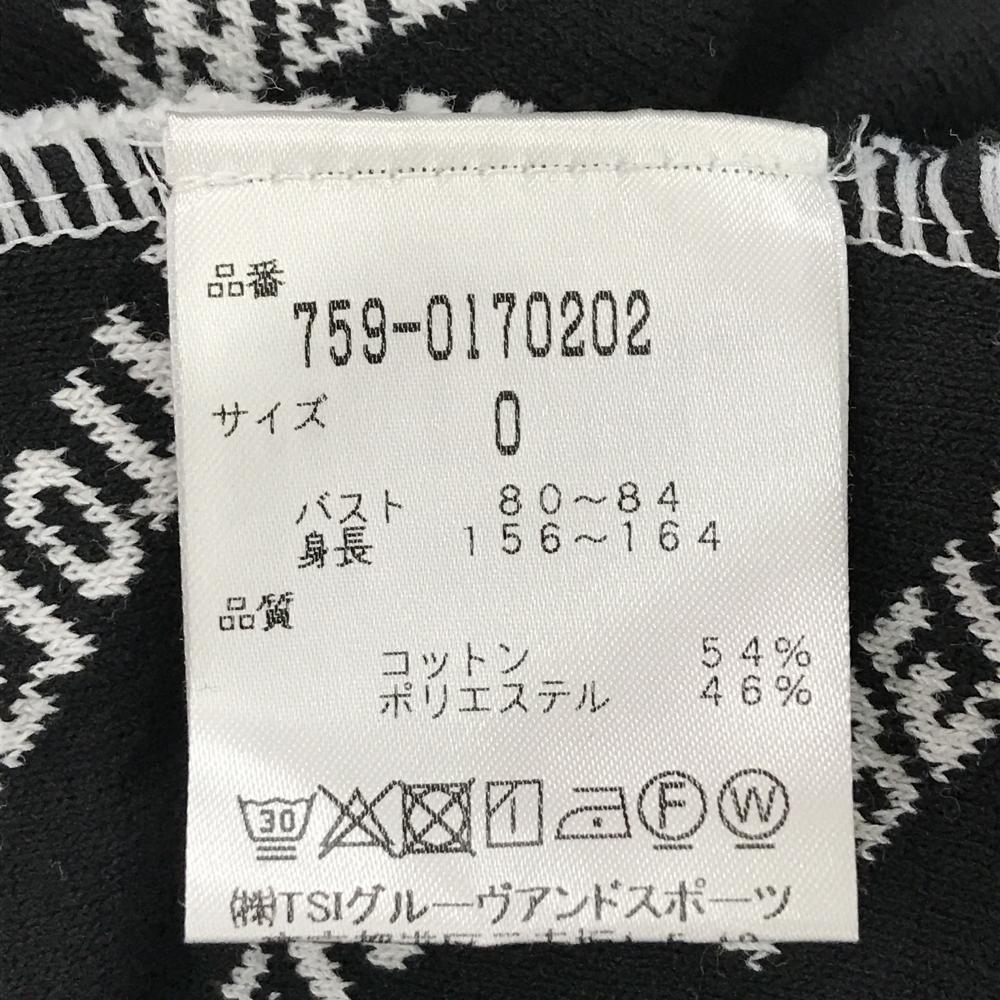 品番
759-0170202
サイズ 0
バスト 80～84
身長 156～164
品質
コットン 54%
ポリエステル 46%
30 F W
㈱TSIグルーヴアンドスポーツ